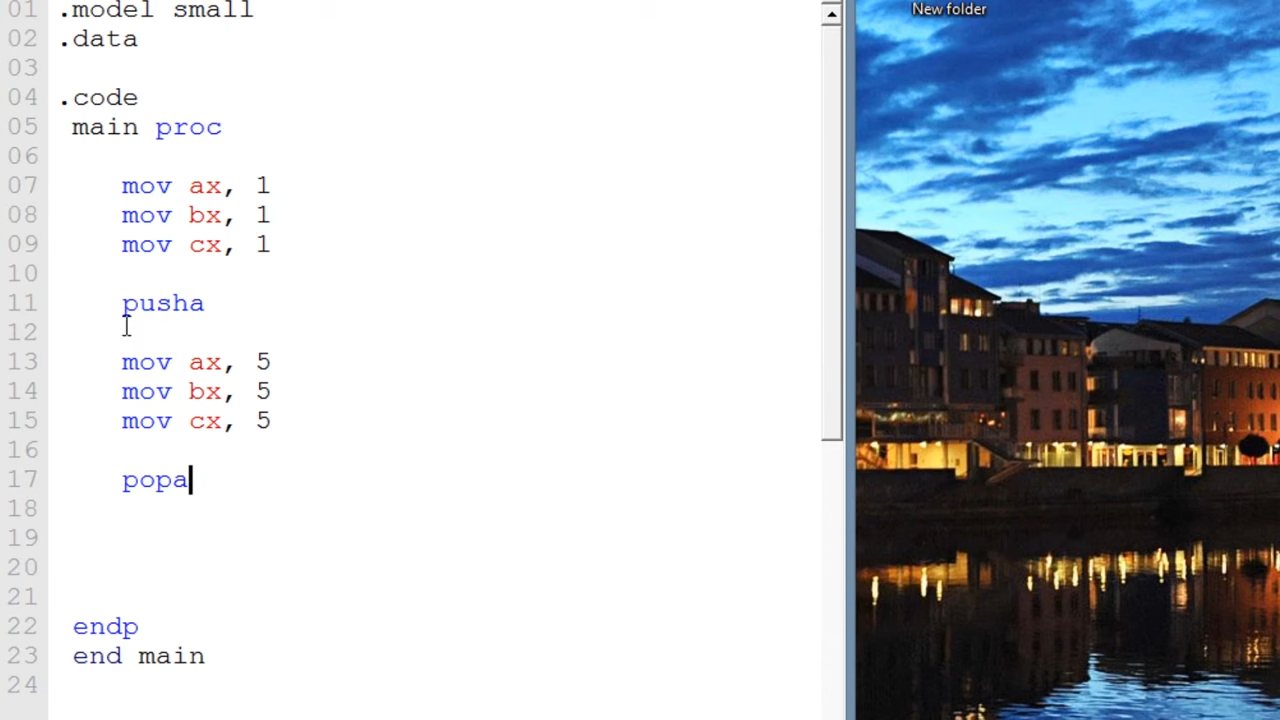 01 .model small
New folder
02 .data
03
04 .code
05 main proc
06
07 mov ax, 1
08 mov bx, 1
09 mov cx, 1
10
11 pusha
12
13 mov ax, 5
14 mov bx, 5
15 mov cx, 5
16
17 popa
18
19
20
21
22 endp
23 end main
24